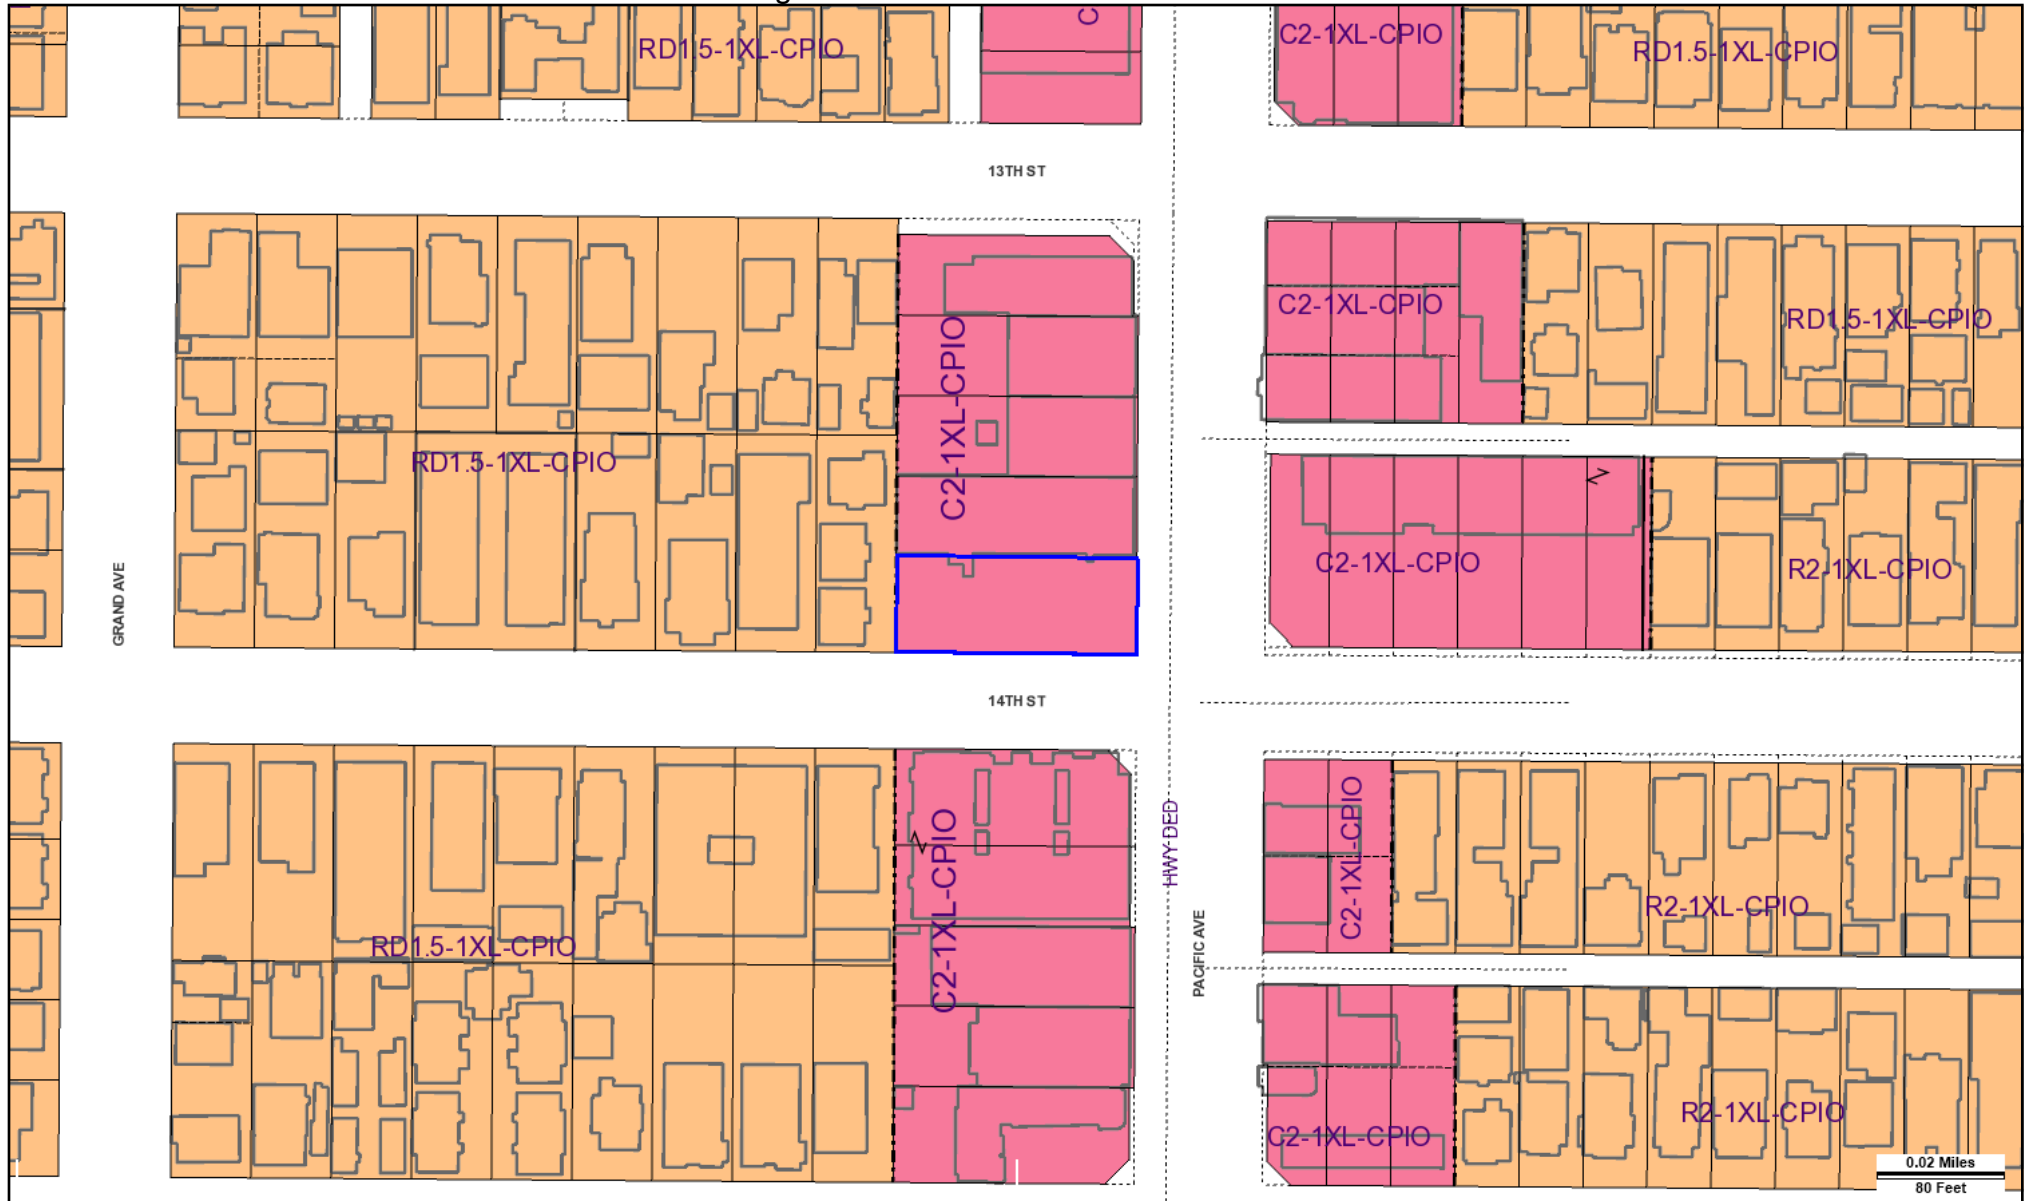 C
C2-1XL-CPIO
RD1.5-1XL-CPIO
RD1.5-1XL-CPIO
13TH ST
C2-1XL-CPIO
RD1.5-1XL-CPIO
C2-1XL-CPIO
RD1.5-1XL-CPIO
C2-1XL-CPIO
R2-1XL-CPIO
GRAND AVE
14TH ST
HWY DED
C2-1XL-CPIO
C2-1XL-CPIO
R2-1XL-CPIO
RD1.5-1XL-CPIO
PACIFIC AVE
R2-1XL-CPIO
C2-1XL-CPIO
0.02 Miles
80 Feet